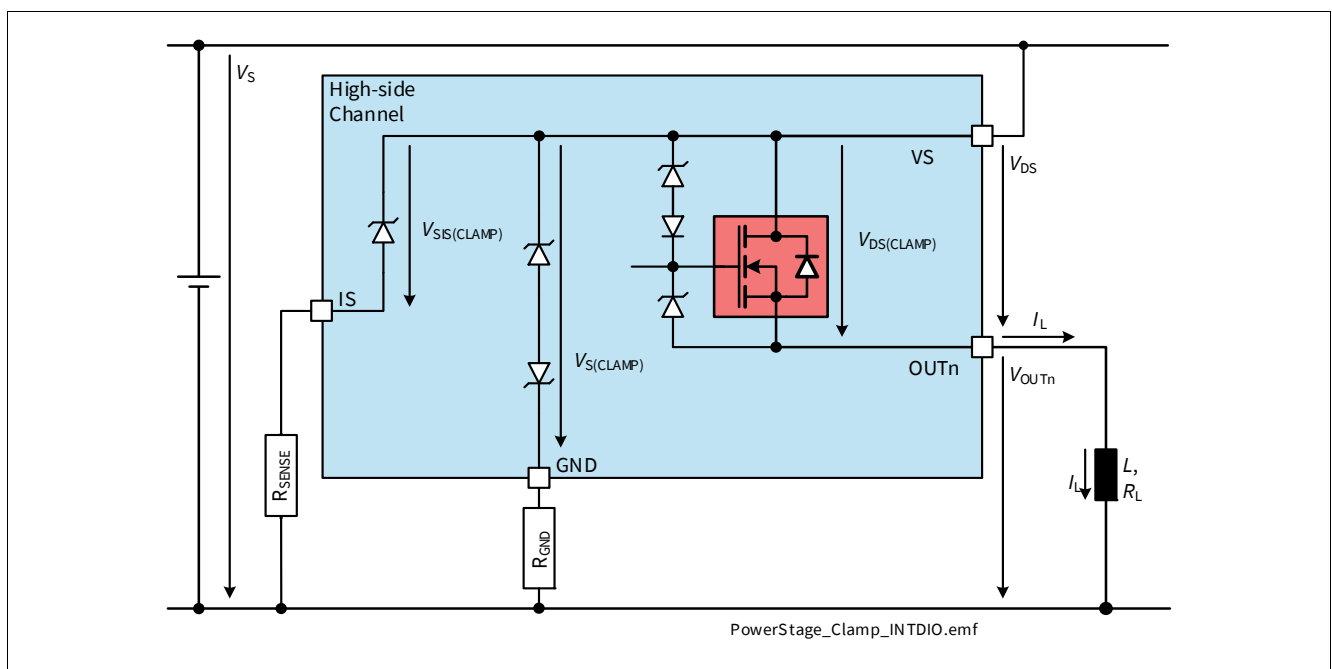 VS
High-side
Channel
VS
VDS
VSIS(CLAMP)
VDS(CLAMP)
IS
IL
VS(CLAMP)
OUTn
VOUTn
GND
RSENSE
RGND
IL
L,
RL
PowerStage_Clamp_INTDIO.emf